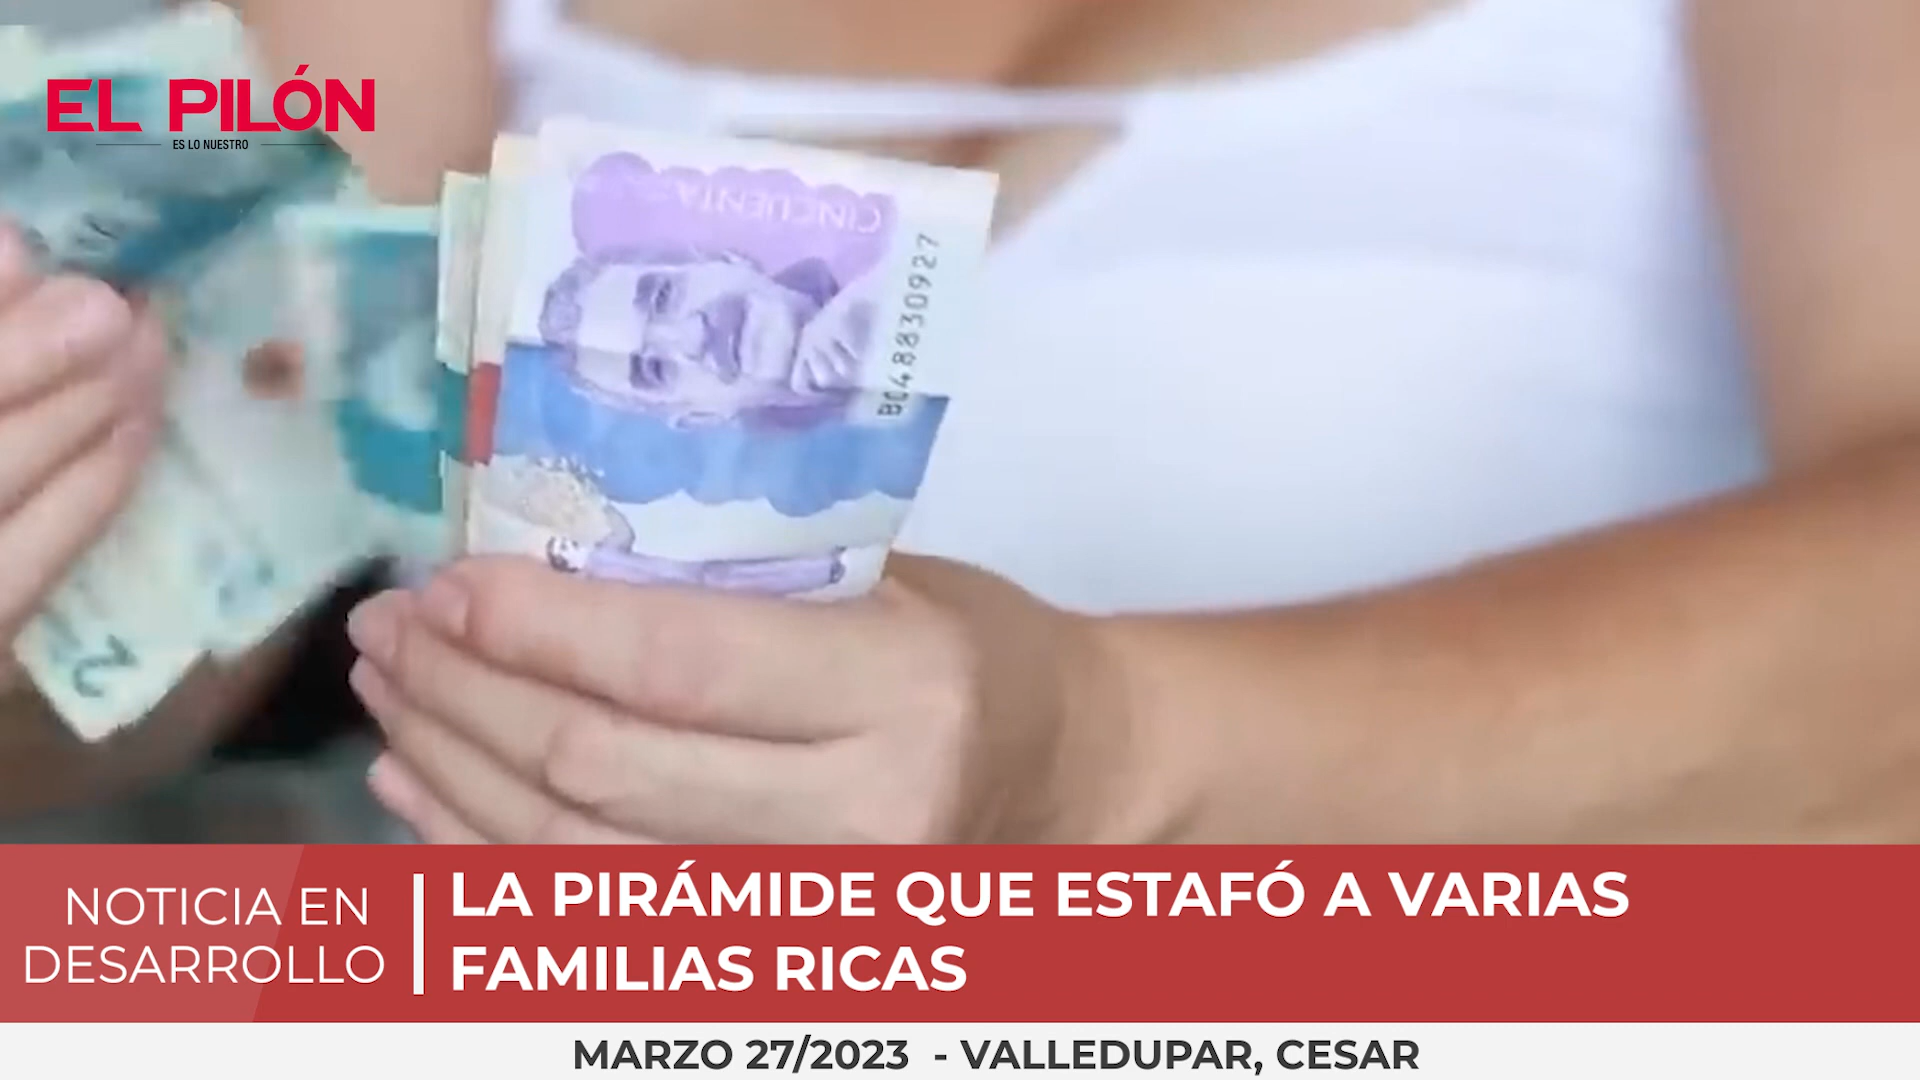 EL PILÓN
ES LO NUESTRO
CINCUENTA
BC48830927
2
NOTICIA EN
DESARROLLO
LA PIRÁMIDE QUE ESTAFÓ A VARIAS
FAMILIAS RICAS
MARZO 27/2023 - VALLEDUPAR, CESAR